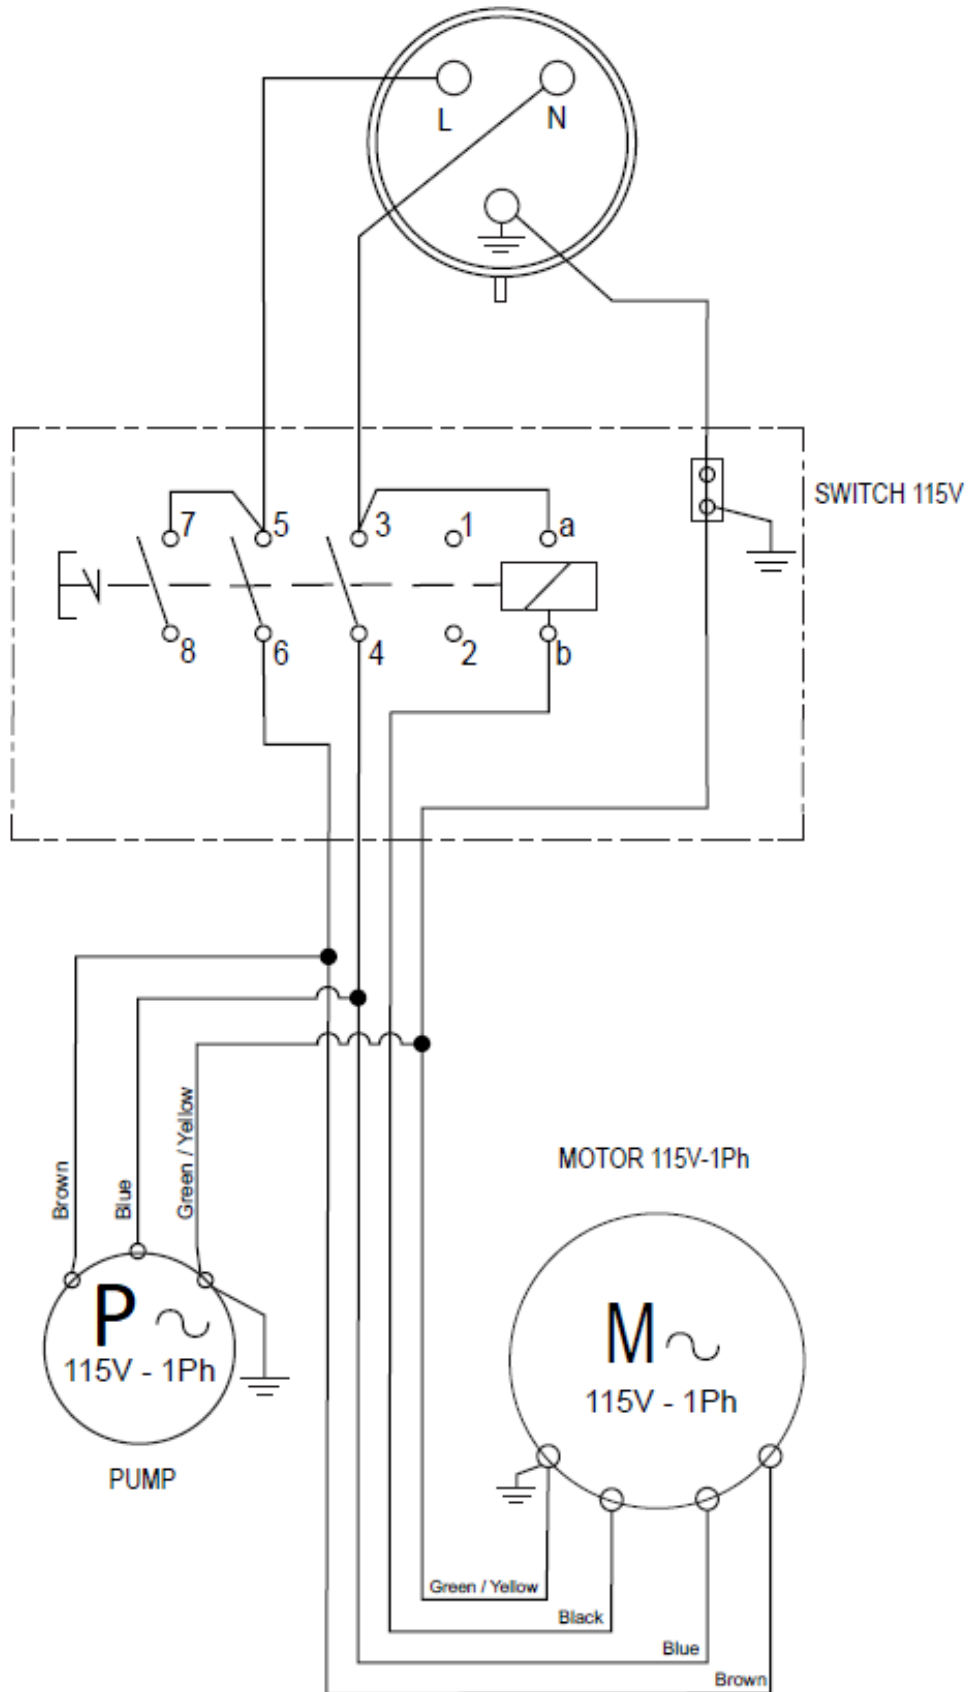 L
N
SWITCH 115V
7
5
3
1
a
8
6
4
2
b
Brown
Blue
Green / Yellow
MOTOR 115V-1Ph
P
115V - 1Ph
M
115V - 1Ph
PUMP
Green / Yellow
Black
Blue
Brown